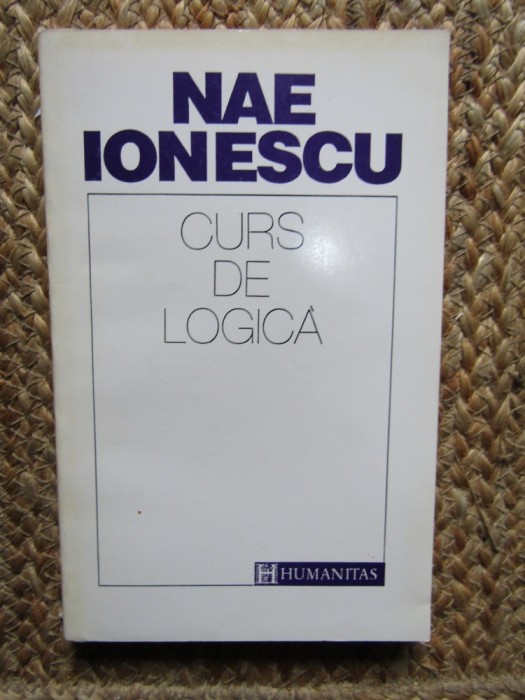 NAE
IONESCU
CURS
DE
LOGICĂ
HUMANITAS